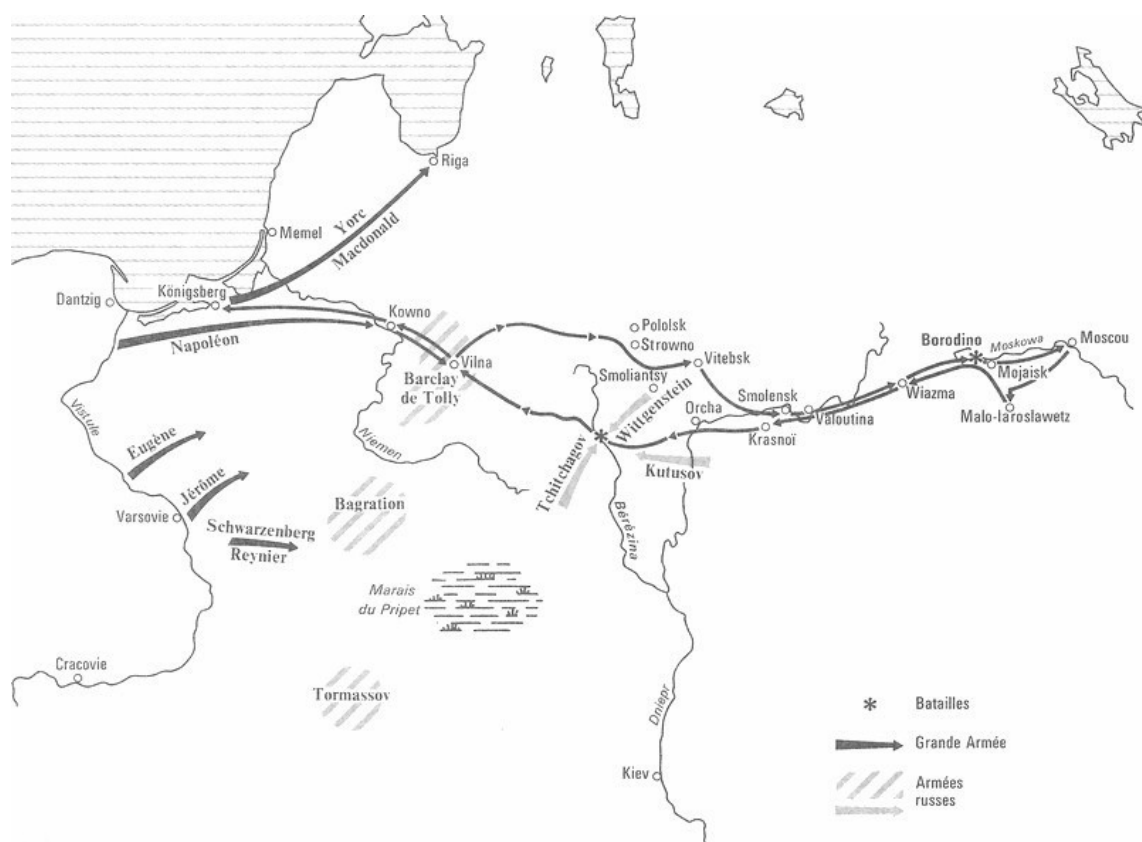 Riga
Yorc
Macdonald
Memel
Königsberg
Dantzig
Kowno
Napoléon
Vilna
Barclay
de Tolly
Pololsk
Strowno
Vitebsk
Smoliantsy
Wittgenstein
Orcha
Smolensk
Valoutina
Krasnoï
Wiazma
Borodino
Moskowa
Moscou
Mojaisk
Malo-Iaroslawetz
Vistule
Niemen
Eugène
Jérôme
Varsovie
Schwarzenberg
Reynier
Bagration
Tchitchagov
Kutusov
Bérézina
Marais
du Pripet
Cracovie
Tormassov
Dniepr
Kiev
Batailles
Grande Armée
Armées
russes